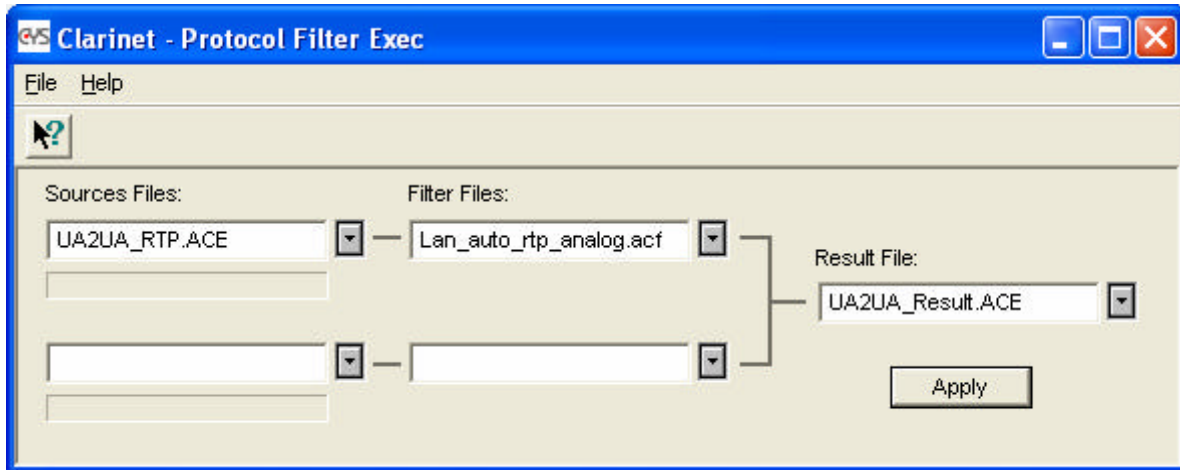 GYS Clarinet - Protocol Filter Exec
File Help
Sources Files:
Filter Files:
UA2UA_RTP.ACE
Lan_auto_rtp_analog.acf
Result File:
UA2UA_Result.ACE
Apply